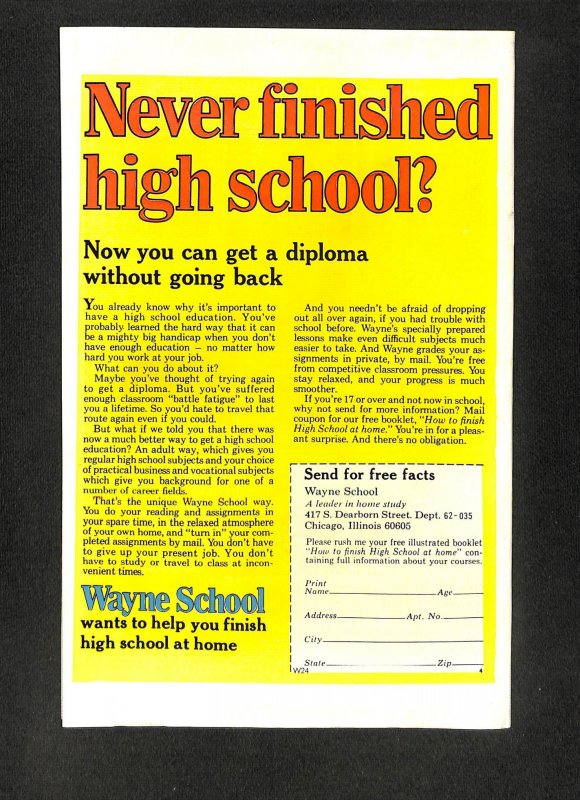 Never finished
high school?
Now you can get a diploma
without going back
You already know why it's important to
have a high school education. You've
probably learned the hard way that it can
be a mighty big handicap when you don't
have enough education — no matter how
hard you work at your job.
What can you do about it?
Maybe you've thought of trying again
to get a diploma. But you've suffered
enough classroom "battle fatigue" to last
you a lifetime. So you'd hate to travel that
route again even if you could.
But what if we told you that there was
now a much better way to get a high school
education? An adult way, which gives you
regular high school subjects and your choice
of practical business and vocational subjects
which give you background for one of a
number of career fields.
That's the unique Wayne School way.
You do your reading and assignments in
your spare time, in the relaxed atmosphere
of your own home, and "turn in" your com-
pleted assignments by mail. You don't have
to give up your present job. You don't
have to study or travel to class at incon-
venient times.
Wayne School
wants to help you finish
high school at home
And you needn't be afraid of dropping
out all over again, if you had trouble with
school before. Wayne's specially prepared
lessons make even difficult subjects much
easier to take. And Wayne grades your as-
signments in private, by mail. You're free
from competitive classroom pressures. You
stay relaxed, and your progress is much
smoother.
If you're 17 or over and not now in school,
why not send for more information? Mail
coupon for our free booklet, "How to finish
High School at home." You're in for a pleas-
ant surprise. And there's no obligation.
Send for free facts
Wayne School
A leader in home study
417 S. Dearborn Street. Dept. 62-035
Chicago, Illinois 60605
Please rush me your free illustrated booklet
"How to finish High School at home" con-
taining full information about your courses.
Print
Name Age
Address Apt. No.
City
State Zip
W24 4